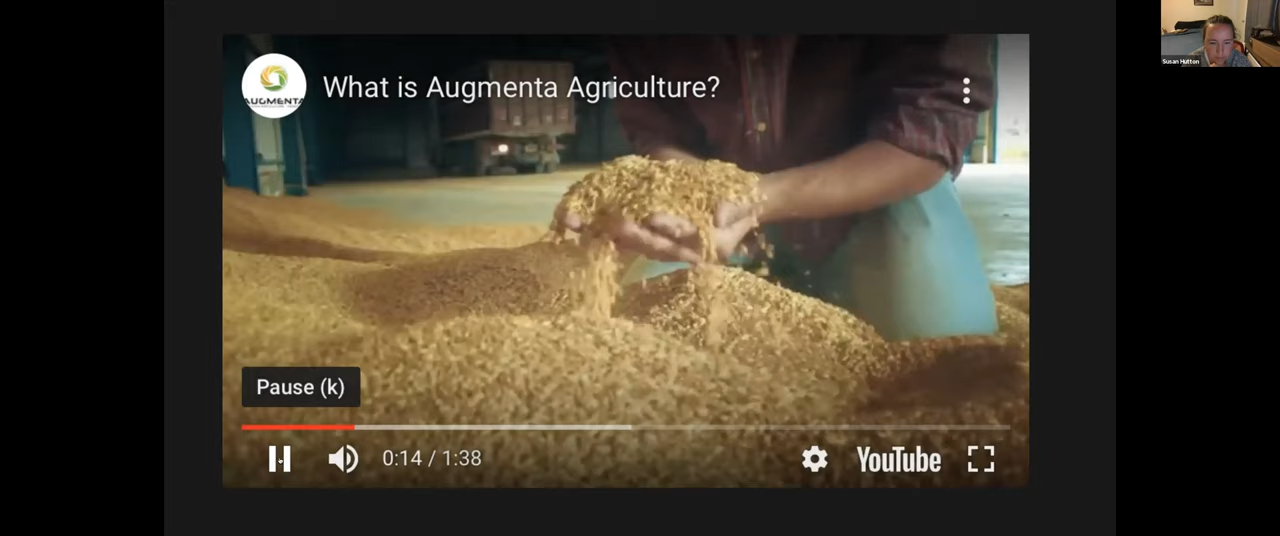 What is Augmenta Agriculture?
AUGMENTA
Pause (k)
0:14 / 1:38
YouTube
Susan Hutton